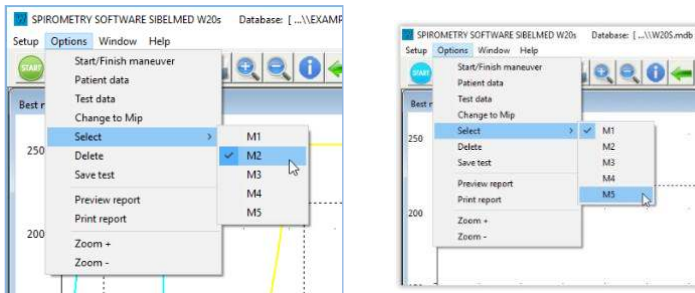 SPIROMETRY SOFTWARE SIBELMED W20s Database: [ ...\\EXAMP
Setup Options Window Help
START
Start/Finish maneuver
Patient data
Test data
Best r
Change to Mip
Select
Delete
Save test
Preview report
Print report
Zoom +
Zoom -
M1
M2
M3
M4
M5
250
200
SPIROMETRY SOFTWARE SIBELMED W20s Database: [ ...\\W20S.mdb
Setup Options Window Help
START
Start/Finish maneuver
Patient data
Test data
Best r
Change to Mip
Select
Delete
Save test
Preview report
Print report
Zoom +
Zoom -
M1
M2
M3
M4
M5
250
200